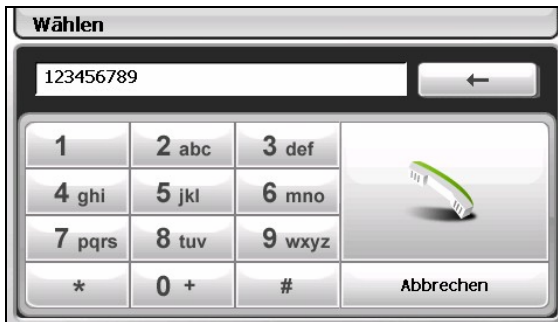 Wählen
123456789
←
1 2 abc 3 def
4 ghi 5 jkl 6 mno
7 pqrs 8 tuv 9 wxyz
* 0 + # Abbrechen